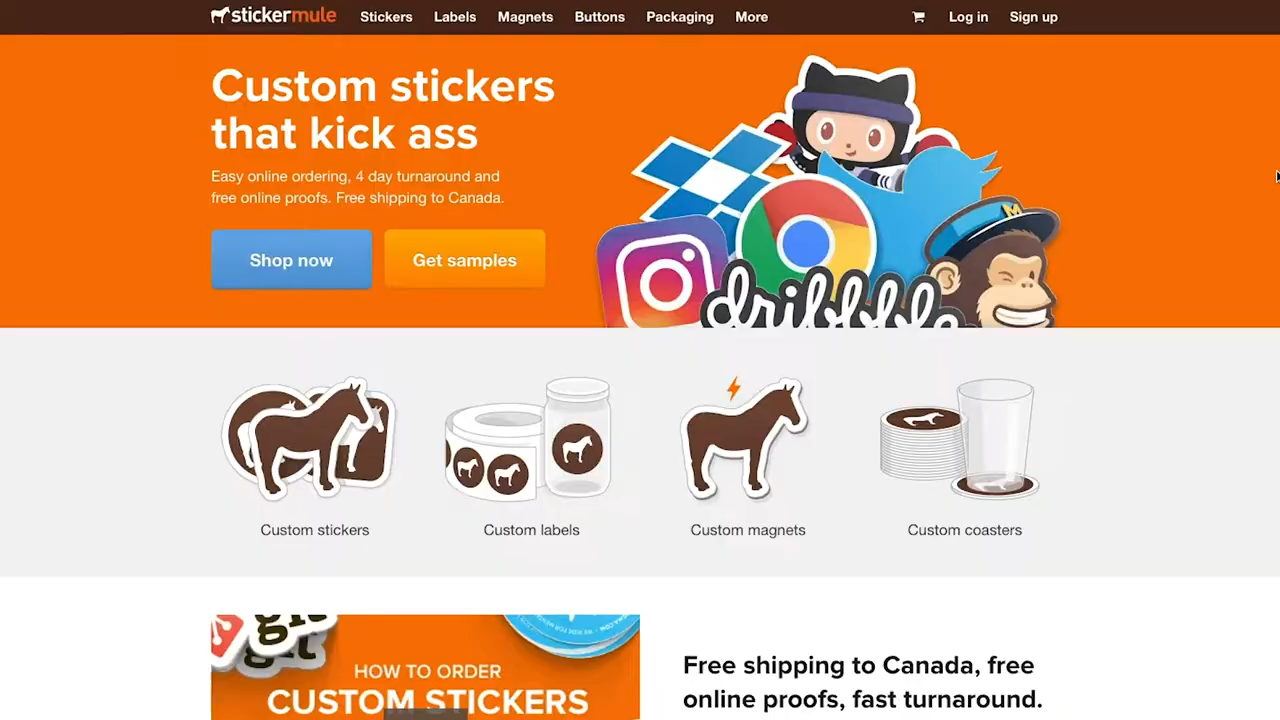 stickermule Stickers Labels Magnets Buttons Packaging More Log in Sign up
Custom stickers
that kick ass
Easy online ordering, 4 day turnaround and
free online proofs. Free shipping to Canada.
Shop now Get samples
M
dribbble
Custom stickers Custom labels Custom magnets Custom coasters
git
git
HOW TO ORDER
CUSTOM STICKERS
Free shipping to Canada, free
online proofs, fast turnaround.